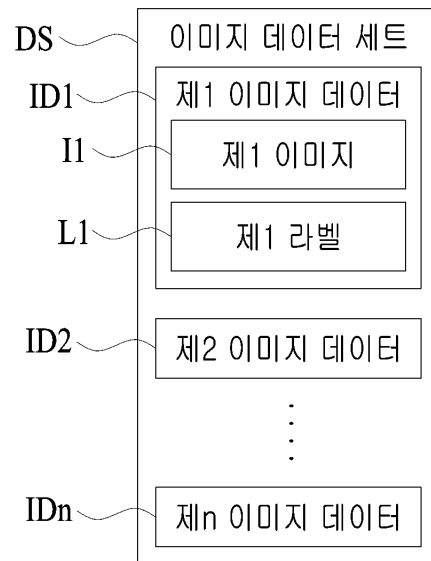 DS 이미지 데이터 세트
ID1 제1 이미지 데이터
I1 제1 이미지
L1 제1 라벨
ID2 제2 이미지 데이터
IDn 제n 이미지 데이터